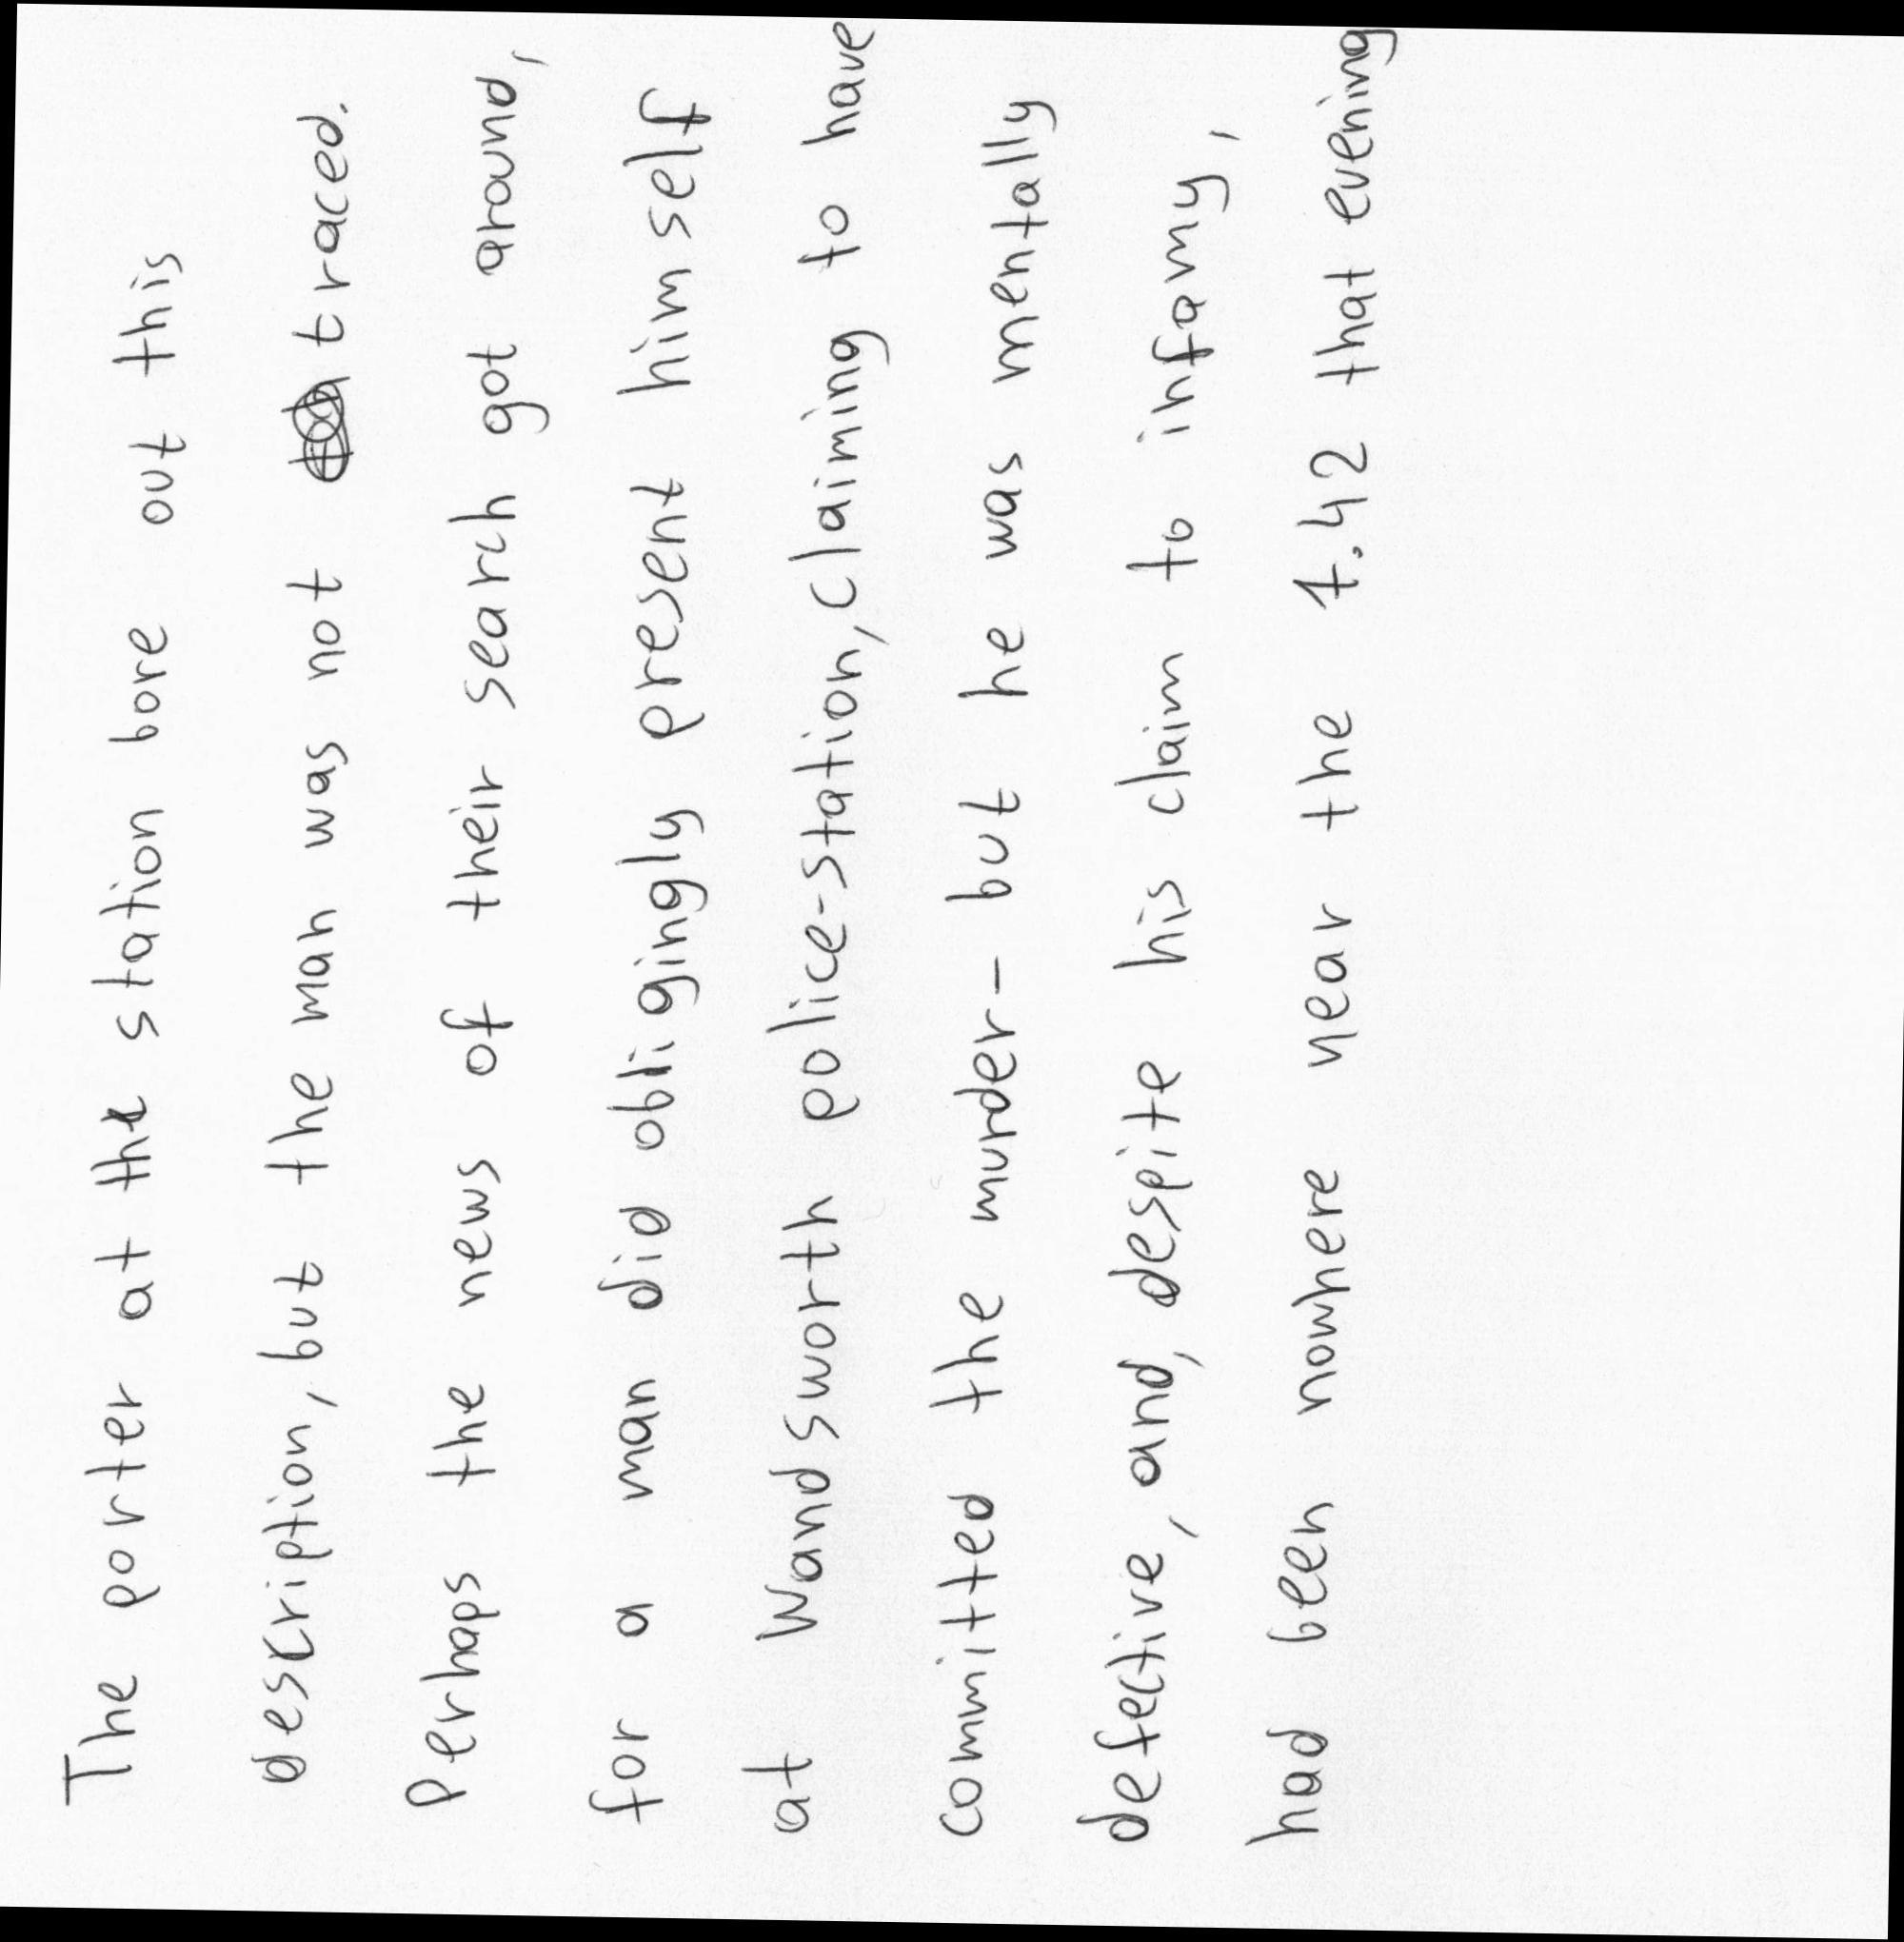 The porter at the station bore out this
description, but the man was not traced.
Perhaps the news of their search got around,
for a man did obligingly present himself
at Wandsworth police-station, claiming to have
committed the murder- but he was mentally
defective, and, despite his claim to infamy,
had been nowhere near the 7.42 that evening